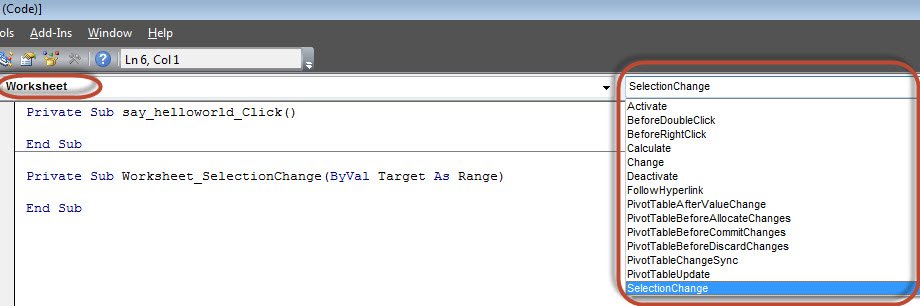 (Code)]
ols Add-Ins Window Help
Ln 6, Col 1
Worksheet
SelectionChange
Private Sub say_helloworld_Click()
End Sub
Private Sub Worksheet_SelectionChange(ByVal Target As Range)
End Sub
Activate
BeforeDoubleClick
BeforeRightClick
Calculate
Change
Deactivate
FollowHyperlink
PivotTableAfterValueChange
PivotTableBeforeAllocateChanges
PivotTableBeforeCommitChanges
PivotTableBeforeDiscardChanges
PivotTableChangeSync
PivotTableUpdate
SelectionChange